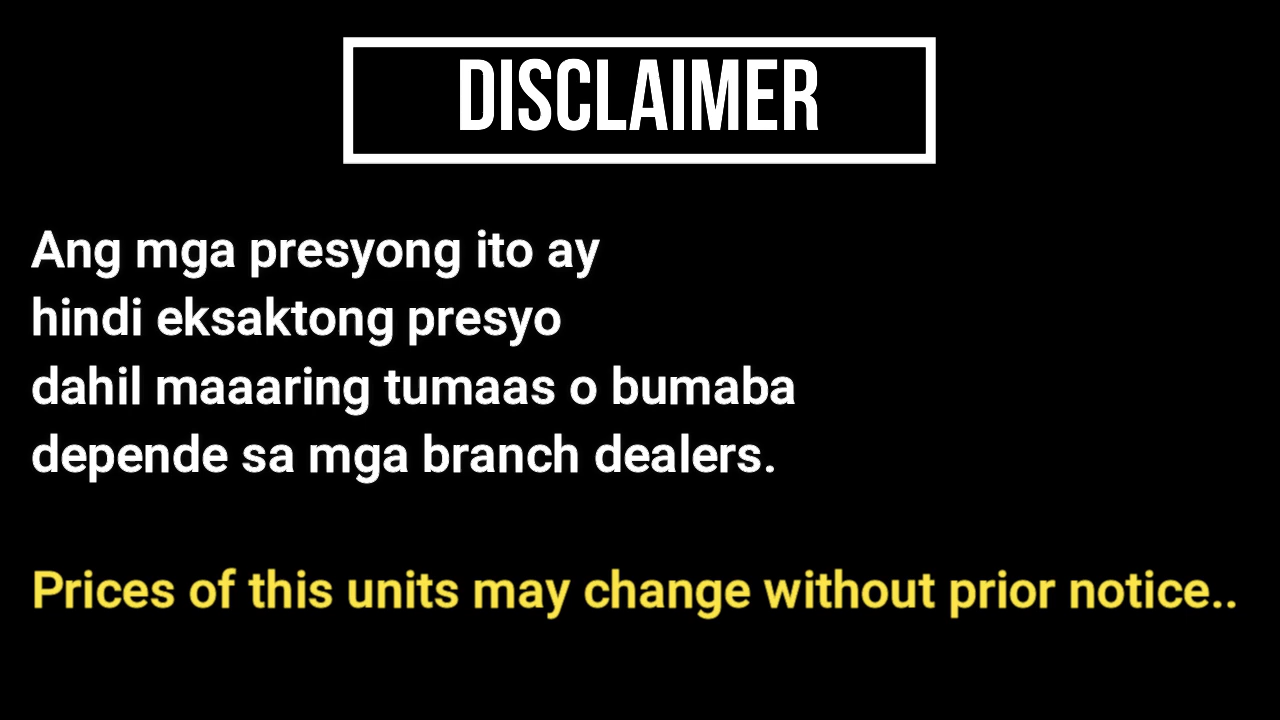 DISCLAIMER
Ang mga presyong ito ay
hindi eksaktong presyo
dahil maaaring tumaas o bumaba
depende sa mga branch dealers.
Prices of this units may change without prior notice..